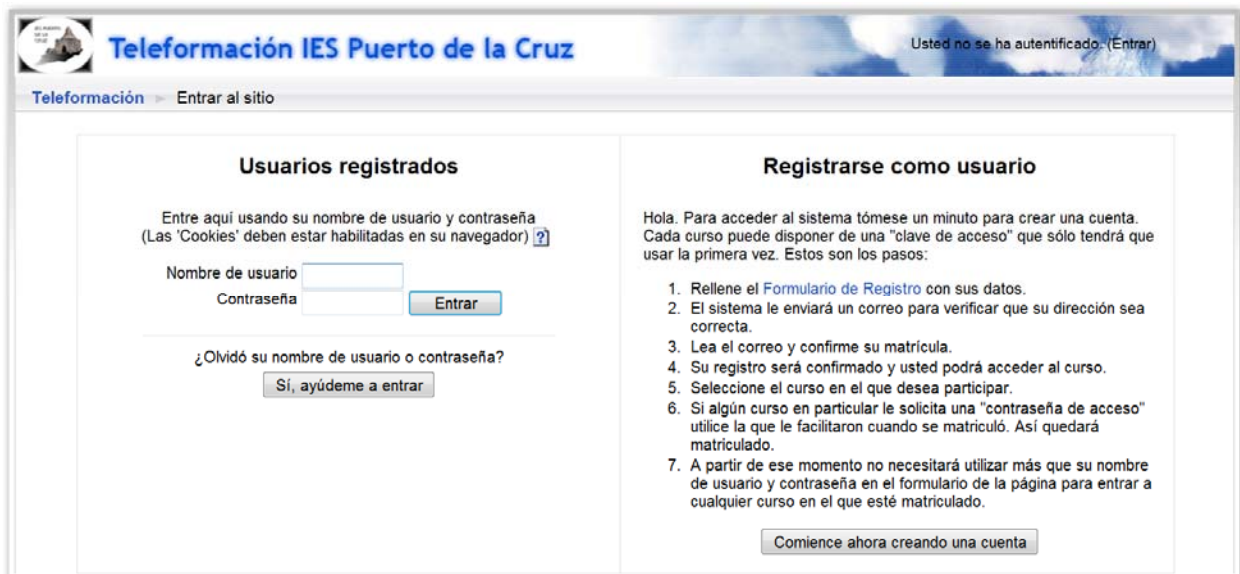 Teleformación IES Puerto de la Cruz
Usted no se ha autentificado. (Entrar)
Teleformación ► Entrar al sitio
Usuarios registrados
Entre aquí usando su nombre de usuario y contraseña
(Las 'Cookies' deben estar habilitadas en su navegador) ?
Nombre de usuario
Contraseña
Entrar
¿Olvidó su nombre de usuario o contraseña?
Sí, ayúdeme a entrar
Registrarse como usuario
Hola. Para acceder al sistema tómese un minuto para crear una cuenta.
Cada curso puede disponer de una "clave de acceso" que sólo tendrá que
usar la primera vez. Estos son los pasos:
1. Rellene el Formulario de Registro con sus datos.
2. El sistema le enviará un correo para verificar que su dirección sea
correcta.
3. Lea el correo y confirme su matrícula.
4. Su registro será confirmado y usted podrá acceder al curso.
5. Seleccione el curso en el que desea participar.
6. Si algún curso en particular le solicita una "contraseña de acceso"
utilice la que le facilitaron cuando se matriculó. Así quedará
matriculado.
7. A partir de ese momento no necesitará utilizar más que su nombre
de usuario y contraseña en el formulario de la página para entrar a
cualquier curso en el que esté matriculado.
Comience ahora creando una cuenta